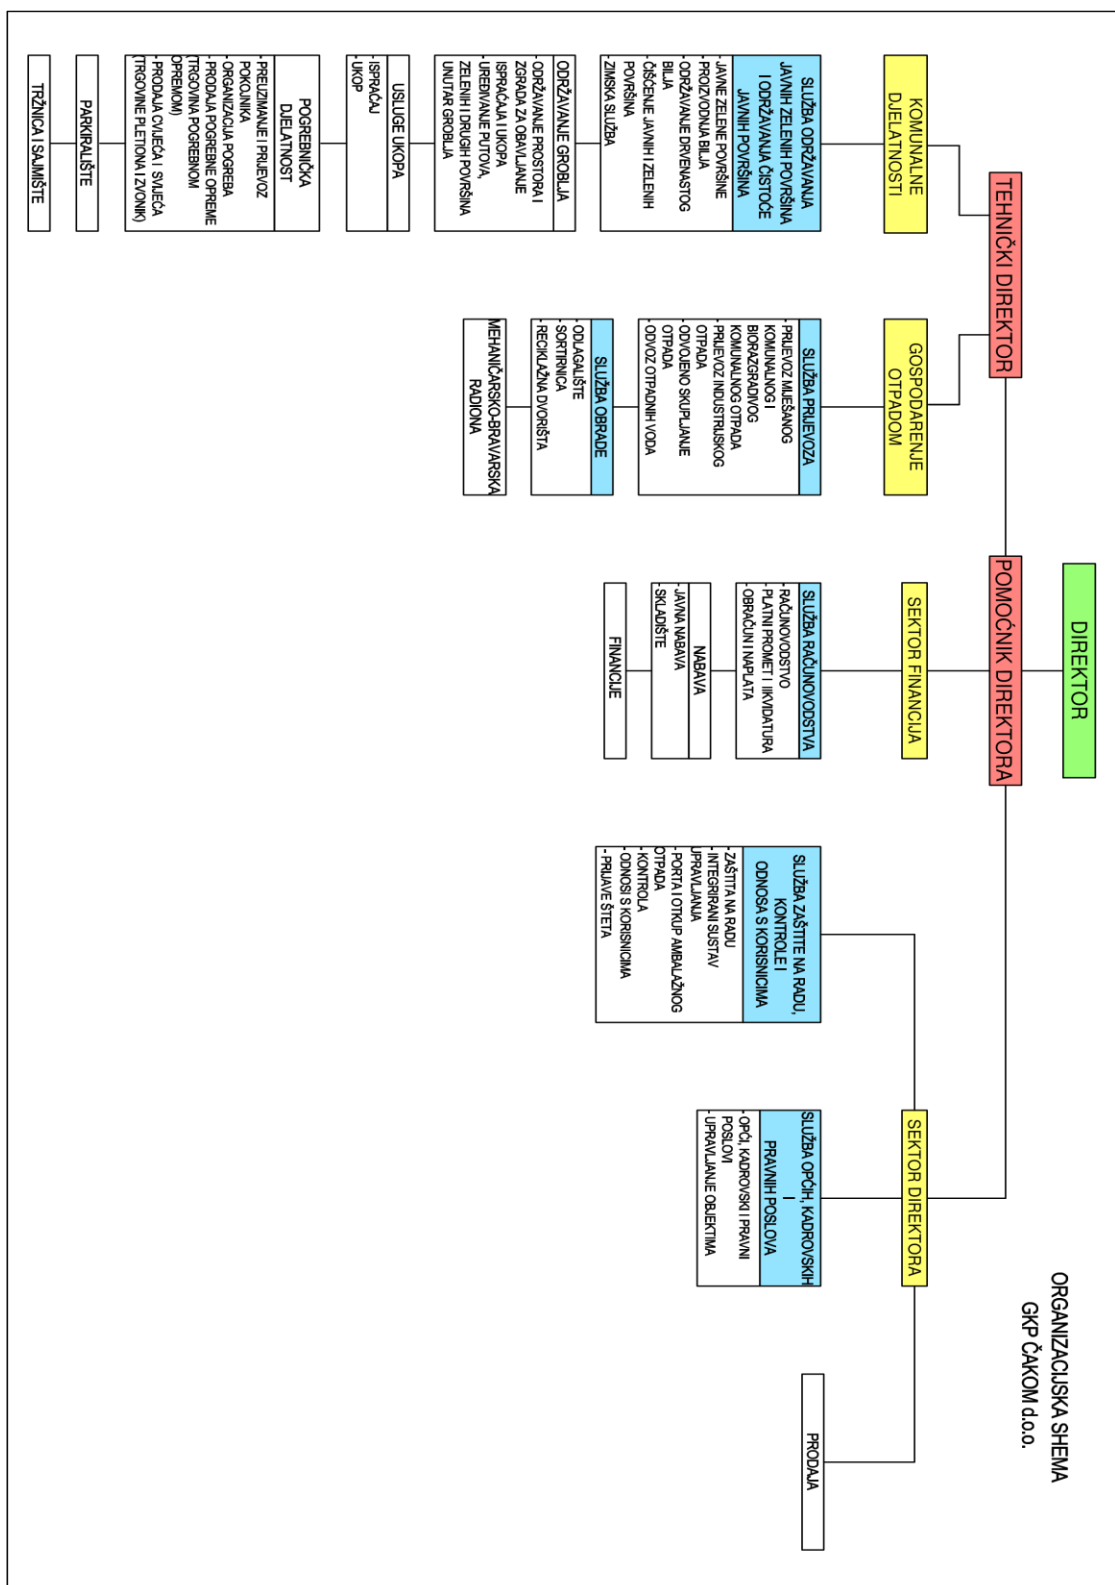 ORGANIZACIJSKA SHEMA
GKP ČAKOM d.o.o.
DIREKTOR
POMOĆNIK DIREKTORA
TEHNIČKI DIREKTOR
KOMUNALNE
DJELATNOSTI
SLUŽBA ODRŽAVANJA
JAVNIH ZELENIH POVRŠINA
I ODRŽAVANJA ČISTOĆE
JAVNIH POVRŠINA
- JAVNE ZELENE POVRŠINE
- PROIZVODNJA BILJA
- ODRŽAVANJE DRVENASTOG
BILJA
- ČIŠĆENJE JAVNIH I ZELENIH
POVRŠINA
- ZIMSKA SLUŽBA
ODRŽAVANJE GROBLJA
- ODRŽAVANJE PROSTORA I
ZGRADA ZA OBAVLJANJE
ISPRAĆAJA I UKOPA
- UREĐIVANJE PUTOVA,
ZELENIH I DRUGIH POVRŠINA
UNUTAR GROBLJA
USLUGE UKOPA
- ISPRAĆAJ
- UKOP
POGREBNIČKA
DJELATNOST
- PREUZIMANJE I PRIJEVOZ
POKOJNIKA
- ORGANIZACIJA POGREBA
- PRODAJA POGREBNE OPREME
(TRGOVINA POGREBNOM
OPREMOM)
- PRODAJA CVIJEĆA I SVIJEĆA
(TRGOVINE PLETIONA I ZVONIK)
PARKIRALIŠTE
TRŽNICA I SAJMIŠTE
GOSPODARENJE
OTPADOM
SLUŽBA PRIJEVOZA
- PRIJEVOZ MIJEŠANOG
KOMUNALNOG I
BIORAZGRADIVOG
KOMUNALNOG OTPADA
- PRIJEVOZ INDUSTRIJSKOG
OTPADA
- ODVOJENO SKUPLJANJE
OTPADA
- ODVOZ OTPADNIH VODA
SLUŽBA OBRADE
- ODLAGALIŠTE
- SORTIRNICA
- RECIKLAŽNA DVORIŠTA
MEHANIČARSKO-BRAVARSKA
RADIONA
SEKTOR FINANCIJA
SLUŽBA RAČUNOVODSTVA
- RAČUNOVODSTVO
- PLATNI PROMET I lIKVIDATURA
- OBRAČUN I NAPLATA
NABAVA
- JAVNA NABAVA
- SKLADIŠTE
FINANCIJE
SEKTOR DIREKTORA
SLUŽBA ZAŠTITE NA RADU,
KONTROLE I
ODNOSA S KORISNICIMA
- ZAŠTITA NA RADU
- INTEGRIRANI SUSTAV
UPRAVLJANJA
- PORTA I OTKUP AMBALAŽNOG
OTPADA
- KONTROLA
- ODNOSI S KORISNICIMA
- PRIJAVE ŠTETA
SLUŽBA OPĆIH, KADROVSKIH
I
PRAVNIH POSLOVA
- OPĆI, KADROVSKI I PRAVNI
POSLOVI
- UPRAVLJANJE OBJEKTIMA
PRODAJA